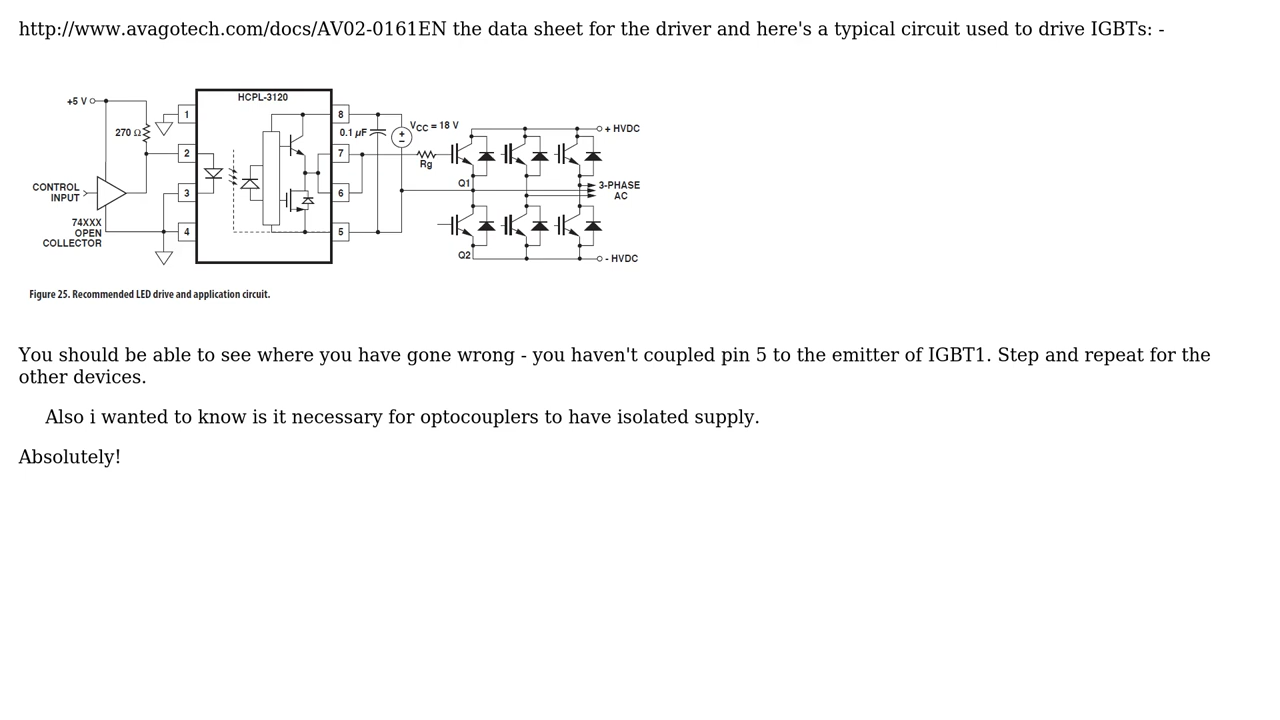 http://www.avagotech.com/docs/AV02-0161EN the data sheet for the driver and here's a typical circuit used to drive IGBTs: -
HCPL-3120
+5 V
270 Ω
1
2
3
4
8
7
6
5
0.1 µF
VCC = 18 V
+
−
Rg
Q1
Q2
+ HVDC
3-PHASE
AC
- HVDC
CONTROL
INPUT
74XXX
OPEN
COLLECTOR
Figure 25. Recommended LED drive and application circuit.
You should be able to see where you have gone wrong - you haven't coupled pin 5 to the emitter of IGBT1. Step and repeat for the
other devices.
Also i wanted to know is it necessary for optocouplers to have isolated supply.
Absolutely!